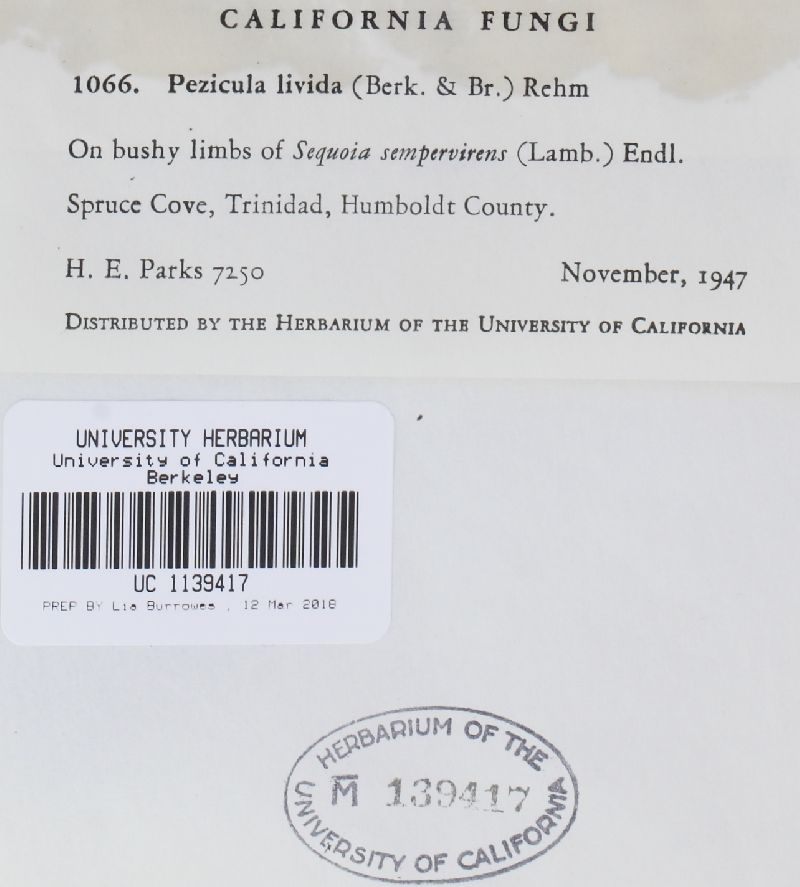 CALIFORNIA FUNGI
1066. Pezicula livida (Berk. & Br.) Rehm
On bushy limbs of Sequoia sempervirens (Lamb.) Endl.
Spruce Cove, Trinidad, Humboldt County.
H. E. Parks 7250 November, 1947
DISTRIBUTED BY THE HERBARIUM OF THE UNIVERSITY OF CALIFORNIA
UNIVERSITY HERBARIUM
University of California
Berkeley
UC 1139417
PREP BY Lia Burrowes , 12 Mar 2018
HERBARIUM OF THE
M̅ 139417
UNIVERSITY OF CALIFORNIA